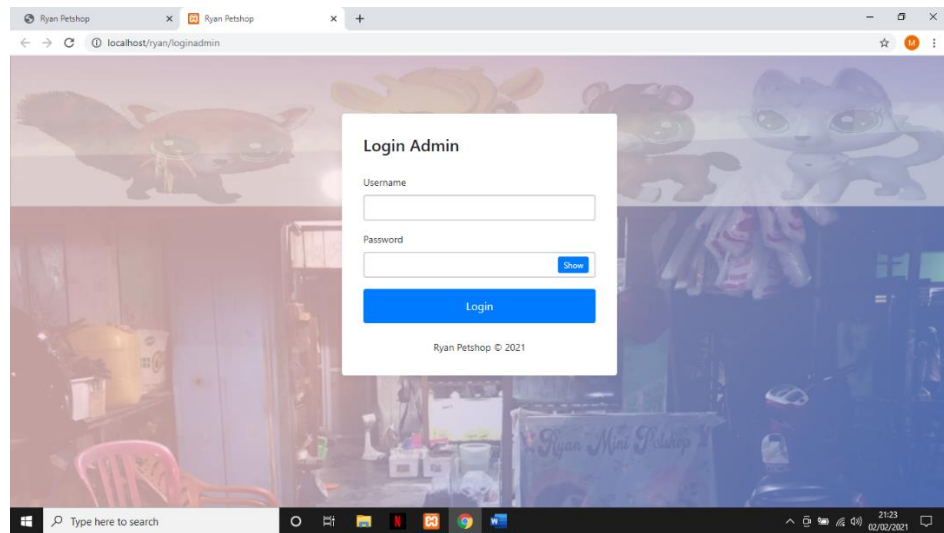 Ryan Petshop
Ryan Petshop
localhost/ryan/loginadmin
M
Login Admin
Username
Password
Show
Login
Ryan Petshop © 2021
Ryan Mini Petshop
Type here to search
21:23
02/02/2021